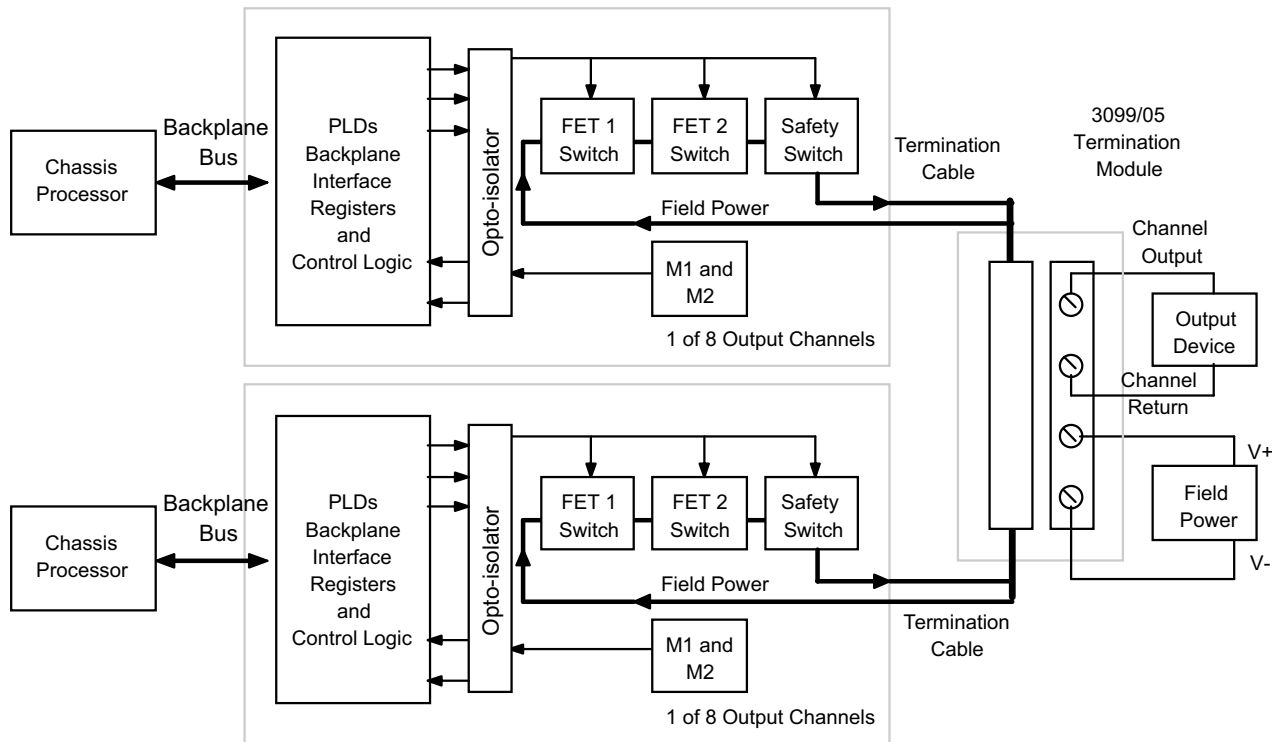 Chassis
Processor
Backplane
Bus
PLDs
Backplane
Interface
Registers
and
Control Logic
Opto-isolator
FET 1
Switch
FET 2
Switch
Safety
Switch
Field Power
M1 and
M2
1 of 8 Output Channels
Termination
Cable
3099/05
Termination
Module
Channel
Output
Output
Device
Channel
Return
V+
Field
Power
V-
Chassis
Processor
Backplane
Bus
PLDs
Backplane
Interface
Registers
and
Control Logic
Opto-isolator
FET 1
Switch
FET 2
Switch
Safety
Switch
Field Power
M1 and
M2
1 of 8 Output Channels
Termination
Cable